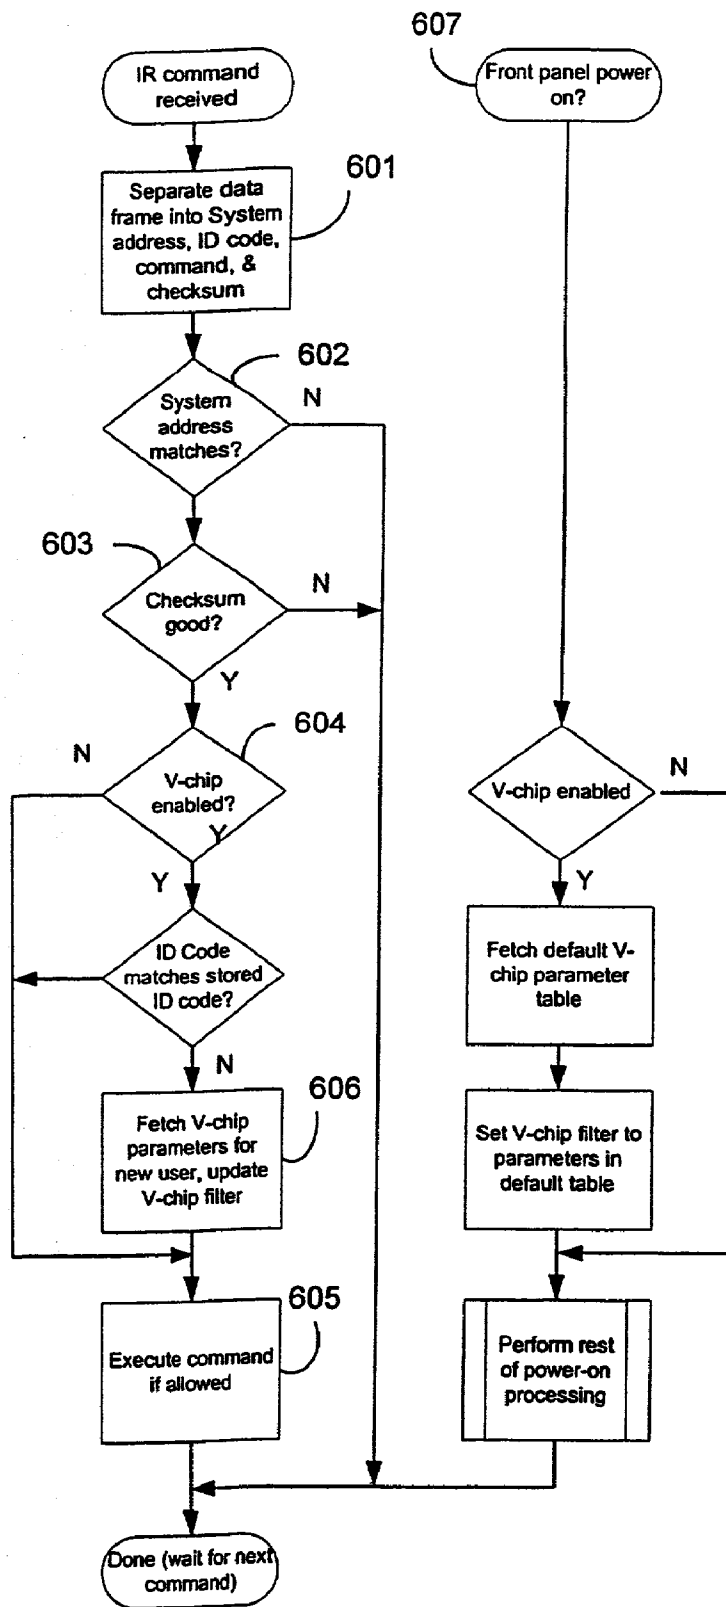 IR command
received
601
Separate data
frame into System
address, ID code,
command, &
checksum
602
System
address
matches?
N
603
Checksum
good?
N
Y
604
N
V-chip
enabled?
Y
Y
ID Code
matches stored
ID code?
N
606
Fetch V-chip
parameters for
new user, update
V-chip filter
605
Execute command
if allowed
Done (wait for next
command)
607
Front panel power
on?
V-chip enabled
N
Y
Fetch default V-
chip parameter
table
Set V-chip filter to
parameters in
default table
Perform rest
of power-on
processing